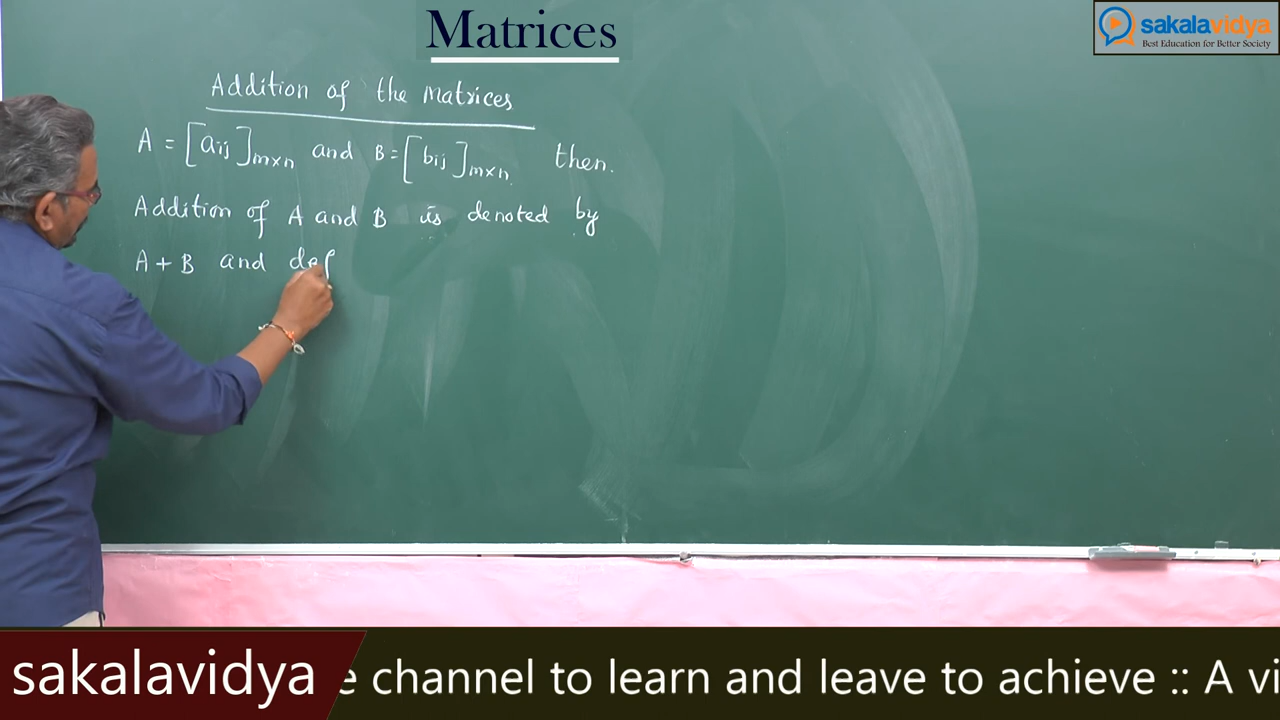 Matrices
sakalavidya
Best Education for Better Society
Addition of the Matrices
A = [aij]m×n and B = [bij]m×n then.
Addition of A and B is denoted by
A + B and def
sakalavidya
e channel to learn and leave to achieve :: A vi